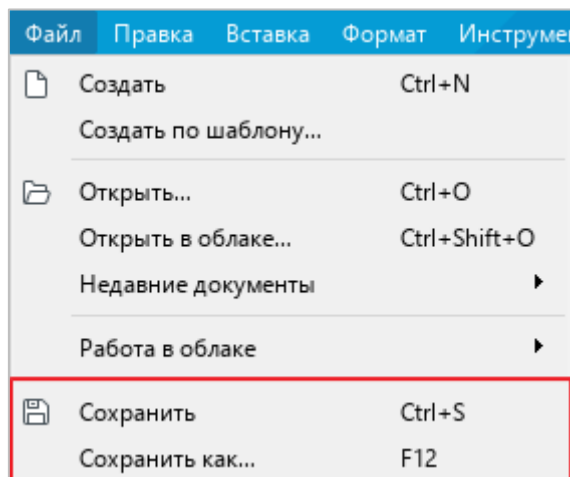 Файл Правка Вставка Формат Инструме
Создать Ctrl+N
Создать по шаблону...
Открыть... Ctrl+O
Открыть в облаке... Ctrl+Shift+O
Недавние документы
Работа в облаке
Сохранить Ctrl+S
Сохранить как... F12